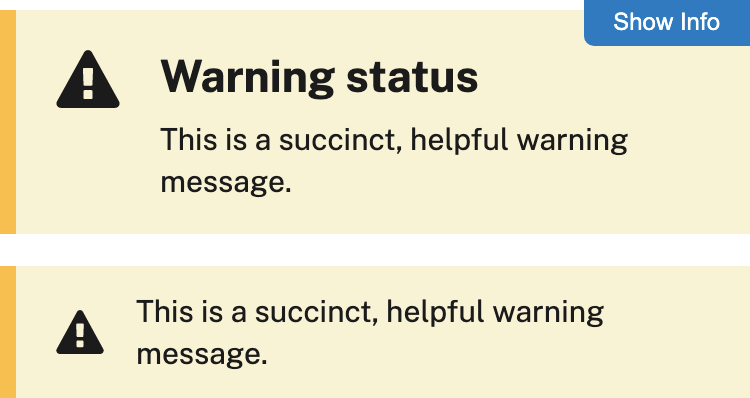 Show Info
Warning status
This is a succinct, helpful warning
message.
This is a succinct, helpful warning
message.